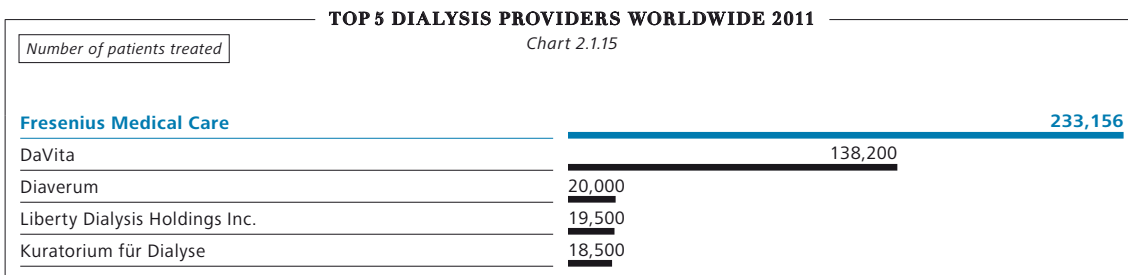 TOP 5 DIALYSIS PROVIDERS WORLDWIDE 2011
Number of patients treated
Chart 2.1.15
Fresenius Medical Care 233,156
DaVita 138,200
Diaverum 20,000
Liberty Dialysis Holdings Inc. 19,500
Kuratorium für Dialyse 18,500